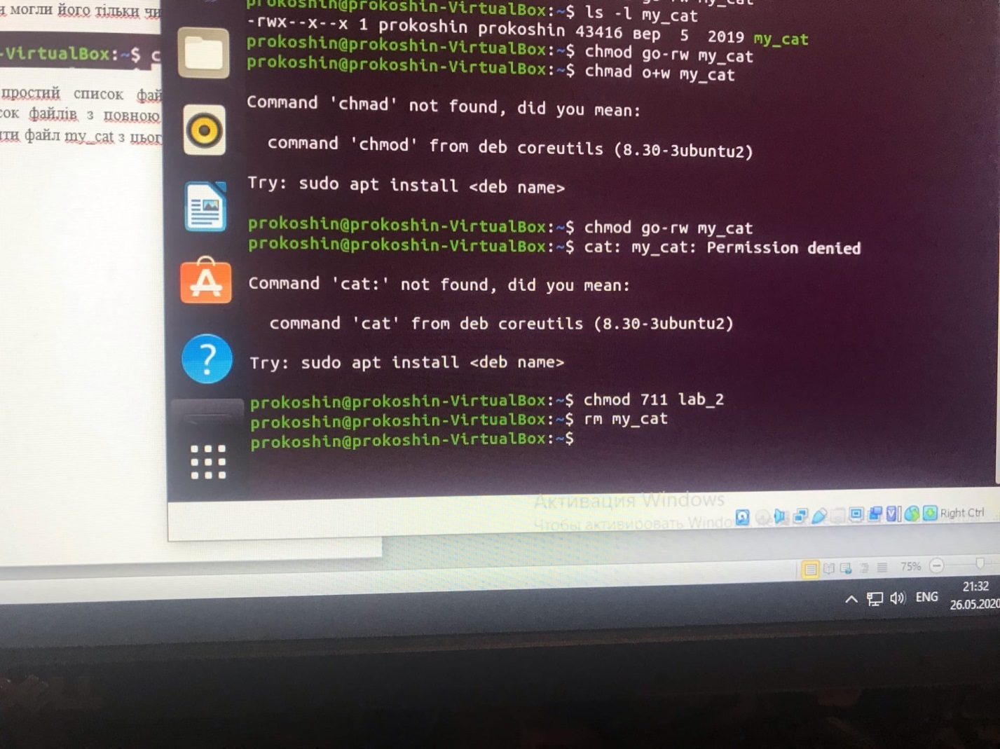 и могли його тільки чи
-VirtualBox:~$ c
простий список фай
сок файлів з повною
ити файл my_cat з цьог
prokoshin@prokoshin-VirtualBox:~$ ls -l my_cat
-rwx--x--x 1 prokoshin prokoshin 43416 вер 5 2019 my_cat
prokoshin@prokoshin-VirtualBox:~$ chmod go-rw my_cat
prokoshin@prokoshin-VirtualBox:~$ chmad o+w my_cat
Command 'chmad' not found, did you mean:
command 'chmod' from deb coreutils (8.30-3ubuntu2)
Try: sudo apt install <deb name>
prokoshin@prokoshin-VirtualBox:~$ chmod go-rw my_cat
prokoshin@prokoshin-VirtualBox:~$ cat: my_cat: Permission denied
Command 'cat:' not found, did you mean:
command 'cat' from deb coreutils (8.30-3ubuntu2)
Try: sudo apt install <deb name>
prokoshin@prokoshin-VirtualBox:~$ chmod 711 lab_2
prokoshin@prokoshin-VirtualBox:~$ rm my_cat
prokoshin@prokoshin-VirtualBox:~$
Активация Windows
Чтобы активировать Windo
Right Ctrl
75%
ENG
21:32
26.05.2020